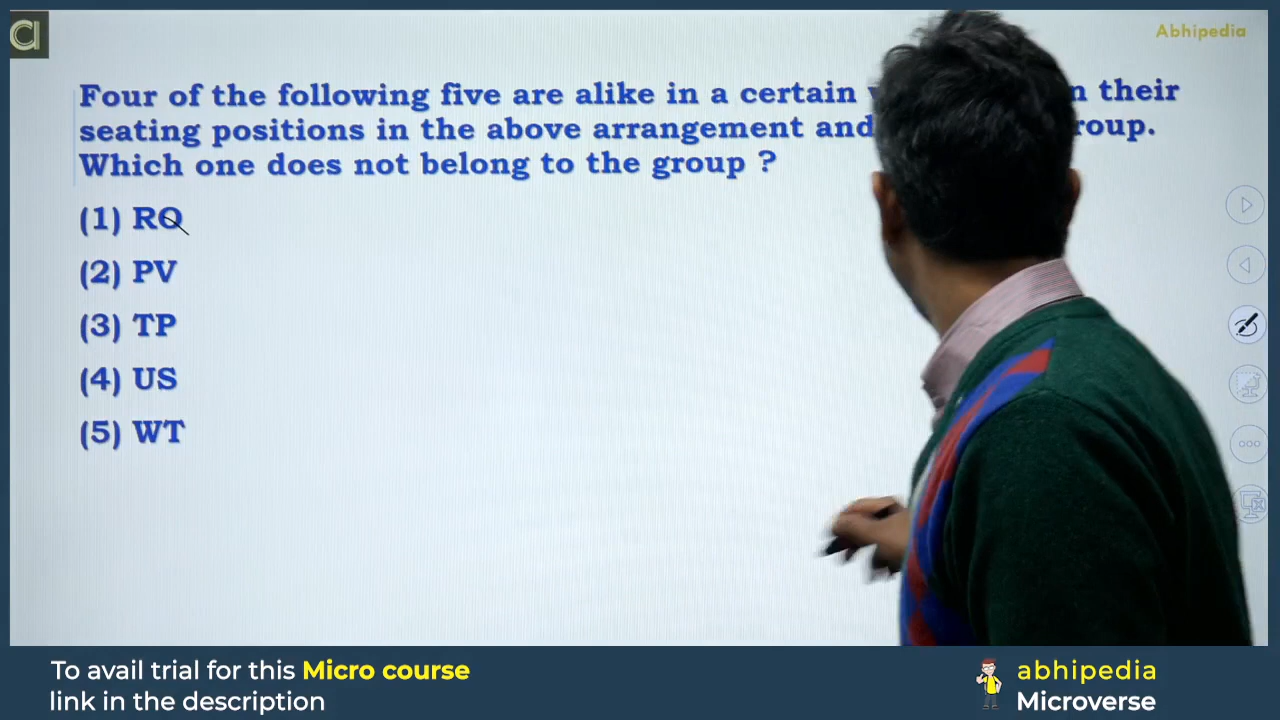 Abhipedia
Four of the following five are alike in a certain their
seating positions in the above arrangement and
Which one does not belong to the group ?
(1) RQ
(2) PV
(3) TP
(4) US
(5) WT
To avail trial for this Micro course
link in the description
abhipedia
Microverse